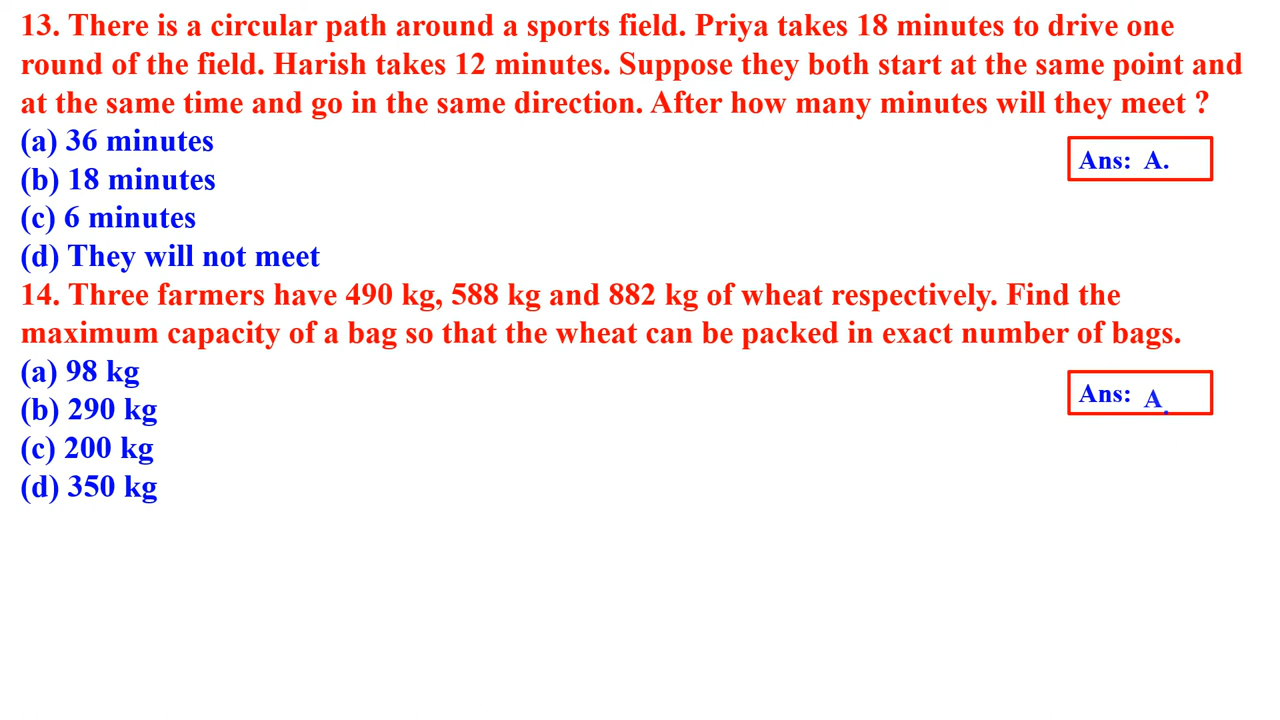 13. There is a circular path around a sports field. Priya takes 18 minutes to drive one
round of the field. Harish takes 12 minutes. Suppose they both start at the same point and
at the same time and go in the same direction. After how many minutes will they meet ?
(a) 36 minutes
Ans: A.
(b) 18 minutes
(c) 6 minutes
(d) They will not meet
14. Three farmers have 490 kg, 588 kg and 882 kg of wheat respectively. Find the
maximum capacity of a bag so that the wheat can be packed in exact number of bags.
(a) 98 kg
Ans: A.
(b) 290 kg
(c) 200 kg
(d) 350 kg